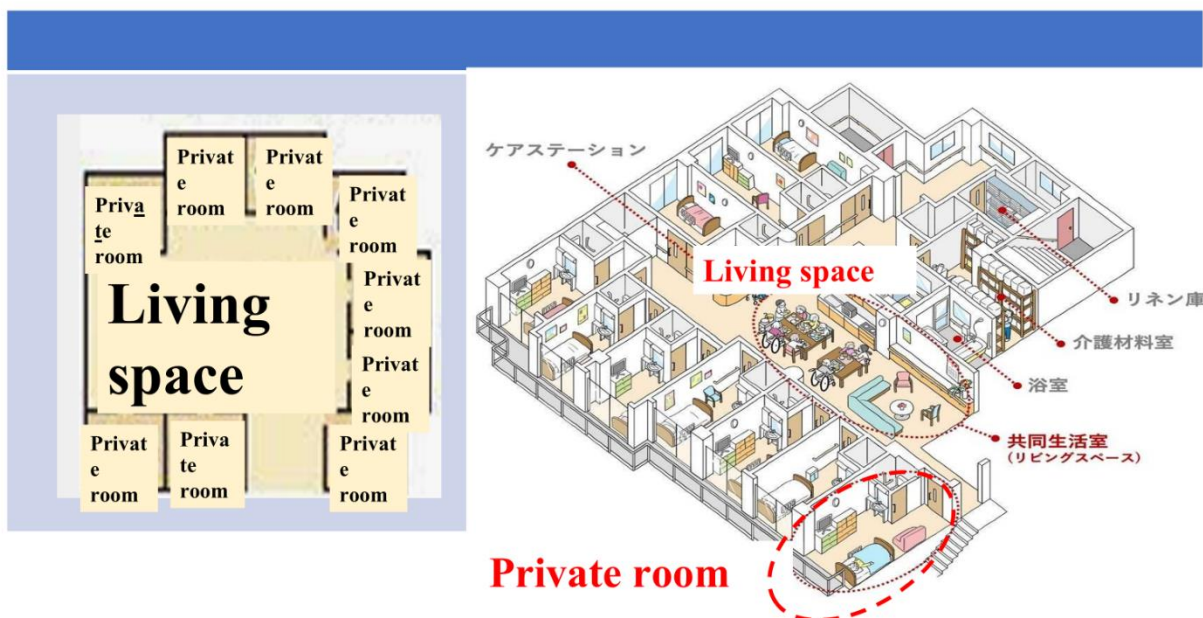 Privat
e
room
Privat
e
room
Priva
te
room
Privat
e
room
Privat
e
room
Privat
e
room
Living
space
Privat
e
room
Priva
te
room
Privat
e
room
ケアステーション
Living space
リネン庫
介護材料室
浴室
共同生活室
(リビングスペース)
Private room